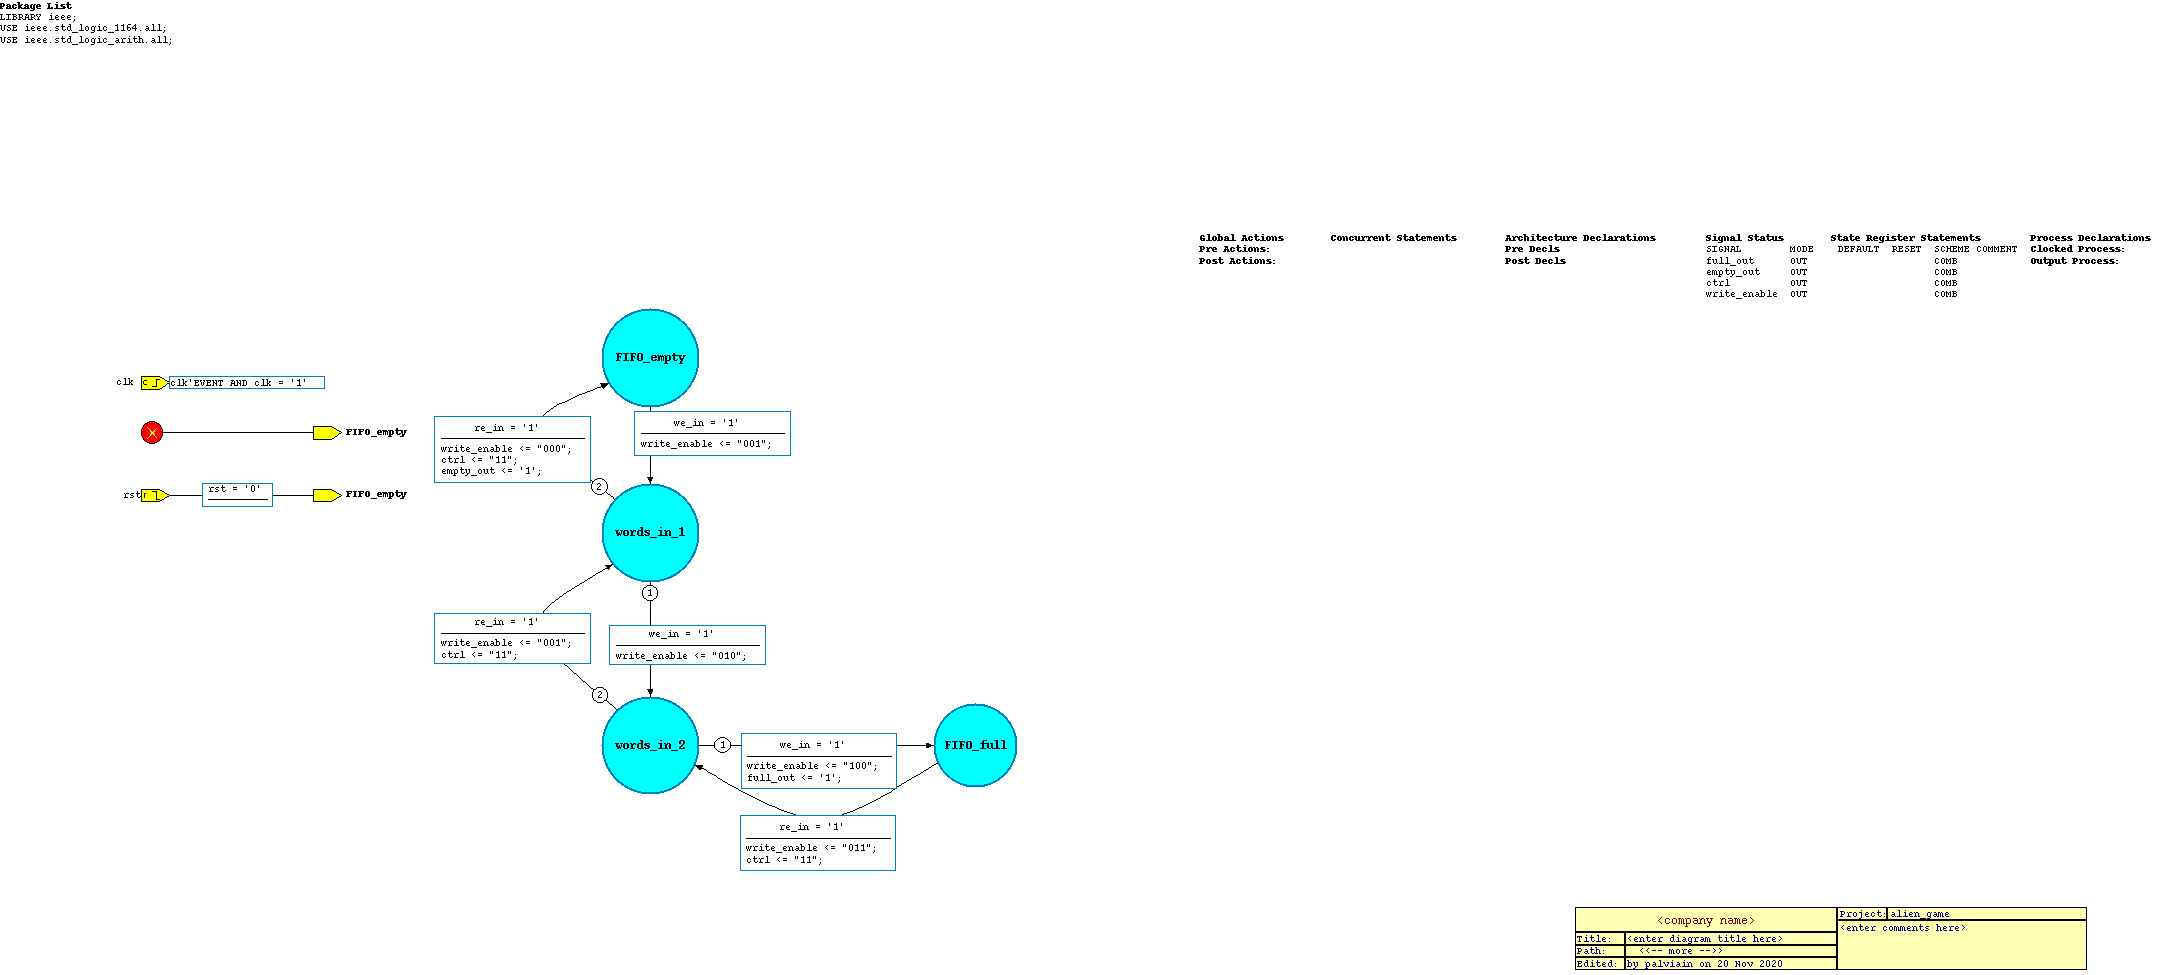 Package List
LIBRARY ieee;
USE ieee.std_logic_1164.all;
USE ieee.std_logic_arith.all;
Global Actions
Pre Actions:
Post Actions:
Concurrent Statements
Architecture Declarations
Pre Decls
Post Decls
Signal Status
SIGNAL MODE DEFAULT RESET SCHEME COMMENT
full_out OUT COMB
empty_out OUT COMB
ctrl OUT COMB
write_enable OUT COMB
State Register Statements
Process Declarations
Clocked Process:
Output Process:
FIFO_empty
clk C clk'EVENT AND clk = '1'
FIFO_empty
rst r rst = '0' FIFO_empty
re_in = '1'
write_enable <= "000";
ctrl <= "11";
empty_out <= '1';
we_in = '1'
write_enable <= "001";
2
words_in_1
1
re_in = '1'
write_enable <= "001";
ctrl <= "11";
we_in = '1'
write_enable <= "010";
2
words_in_2
1
we_in = '1'
write_enable <= "100";
full_out <= '1';
FIFO_full
re_in = '1'
write_enable <= "011";
ctrl <= "11";
<company name>
Title: <enter diagram title here>
Path: <<-- more -->>
Edited: by palviain on 20 Nov 2020
Project: alien_game
<enter comments here>